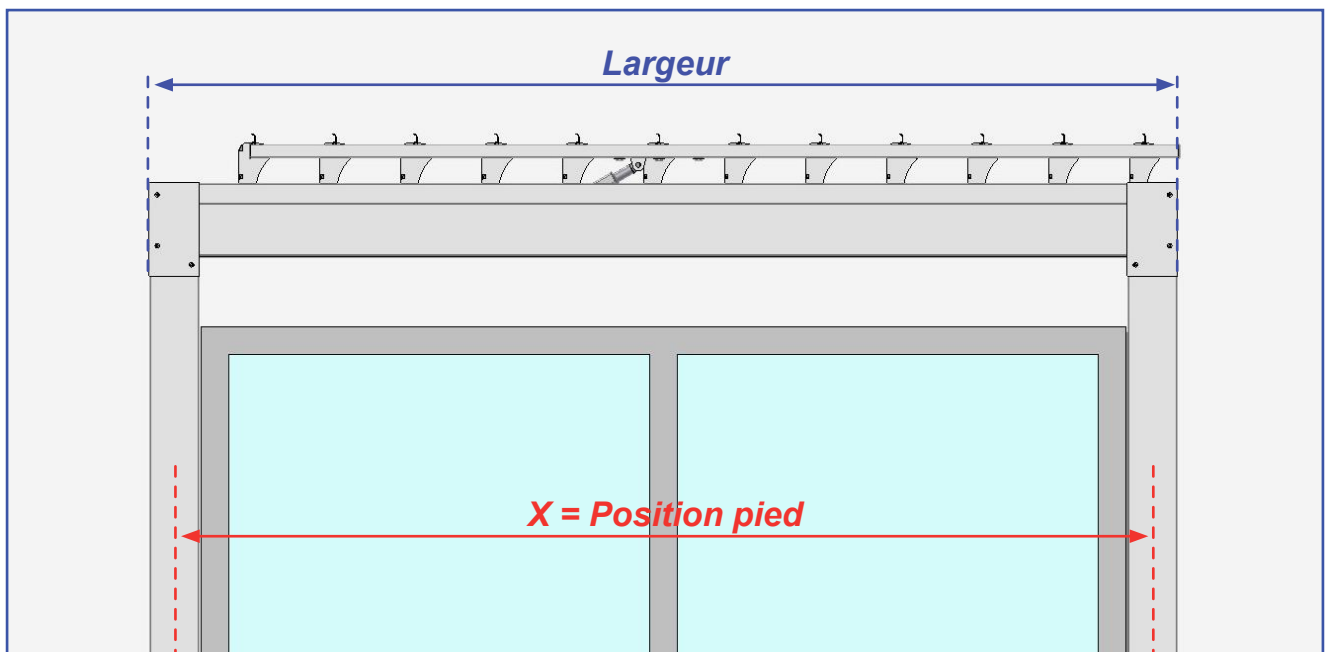 Largeur
X = Position pied